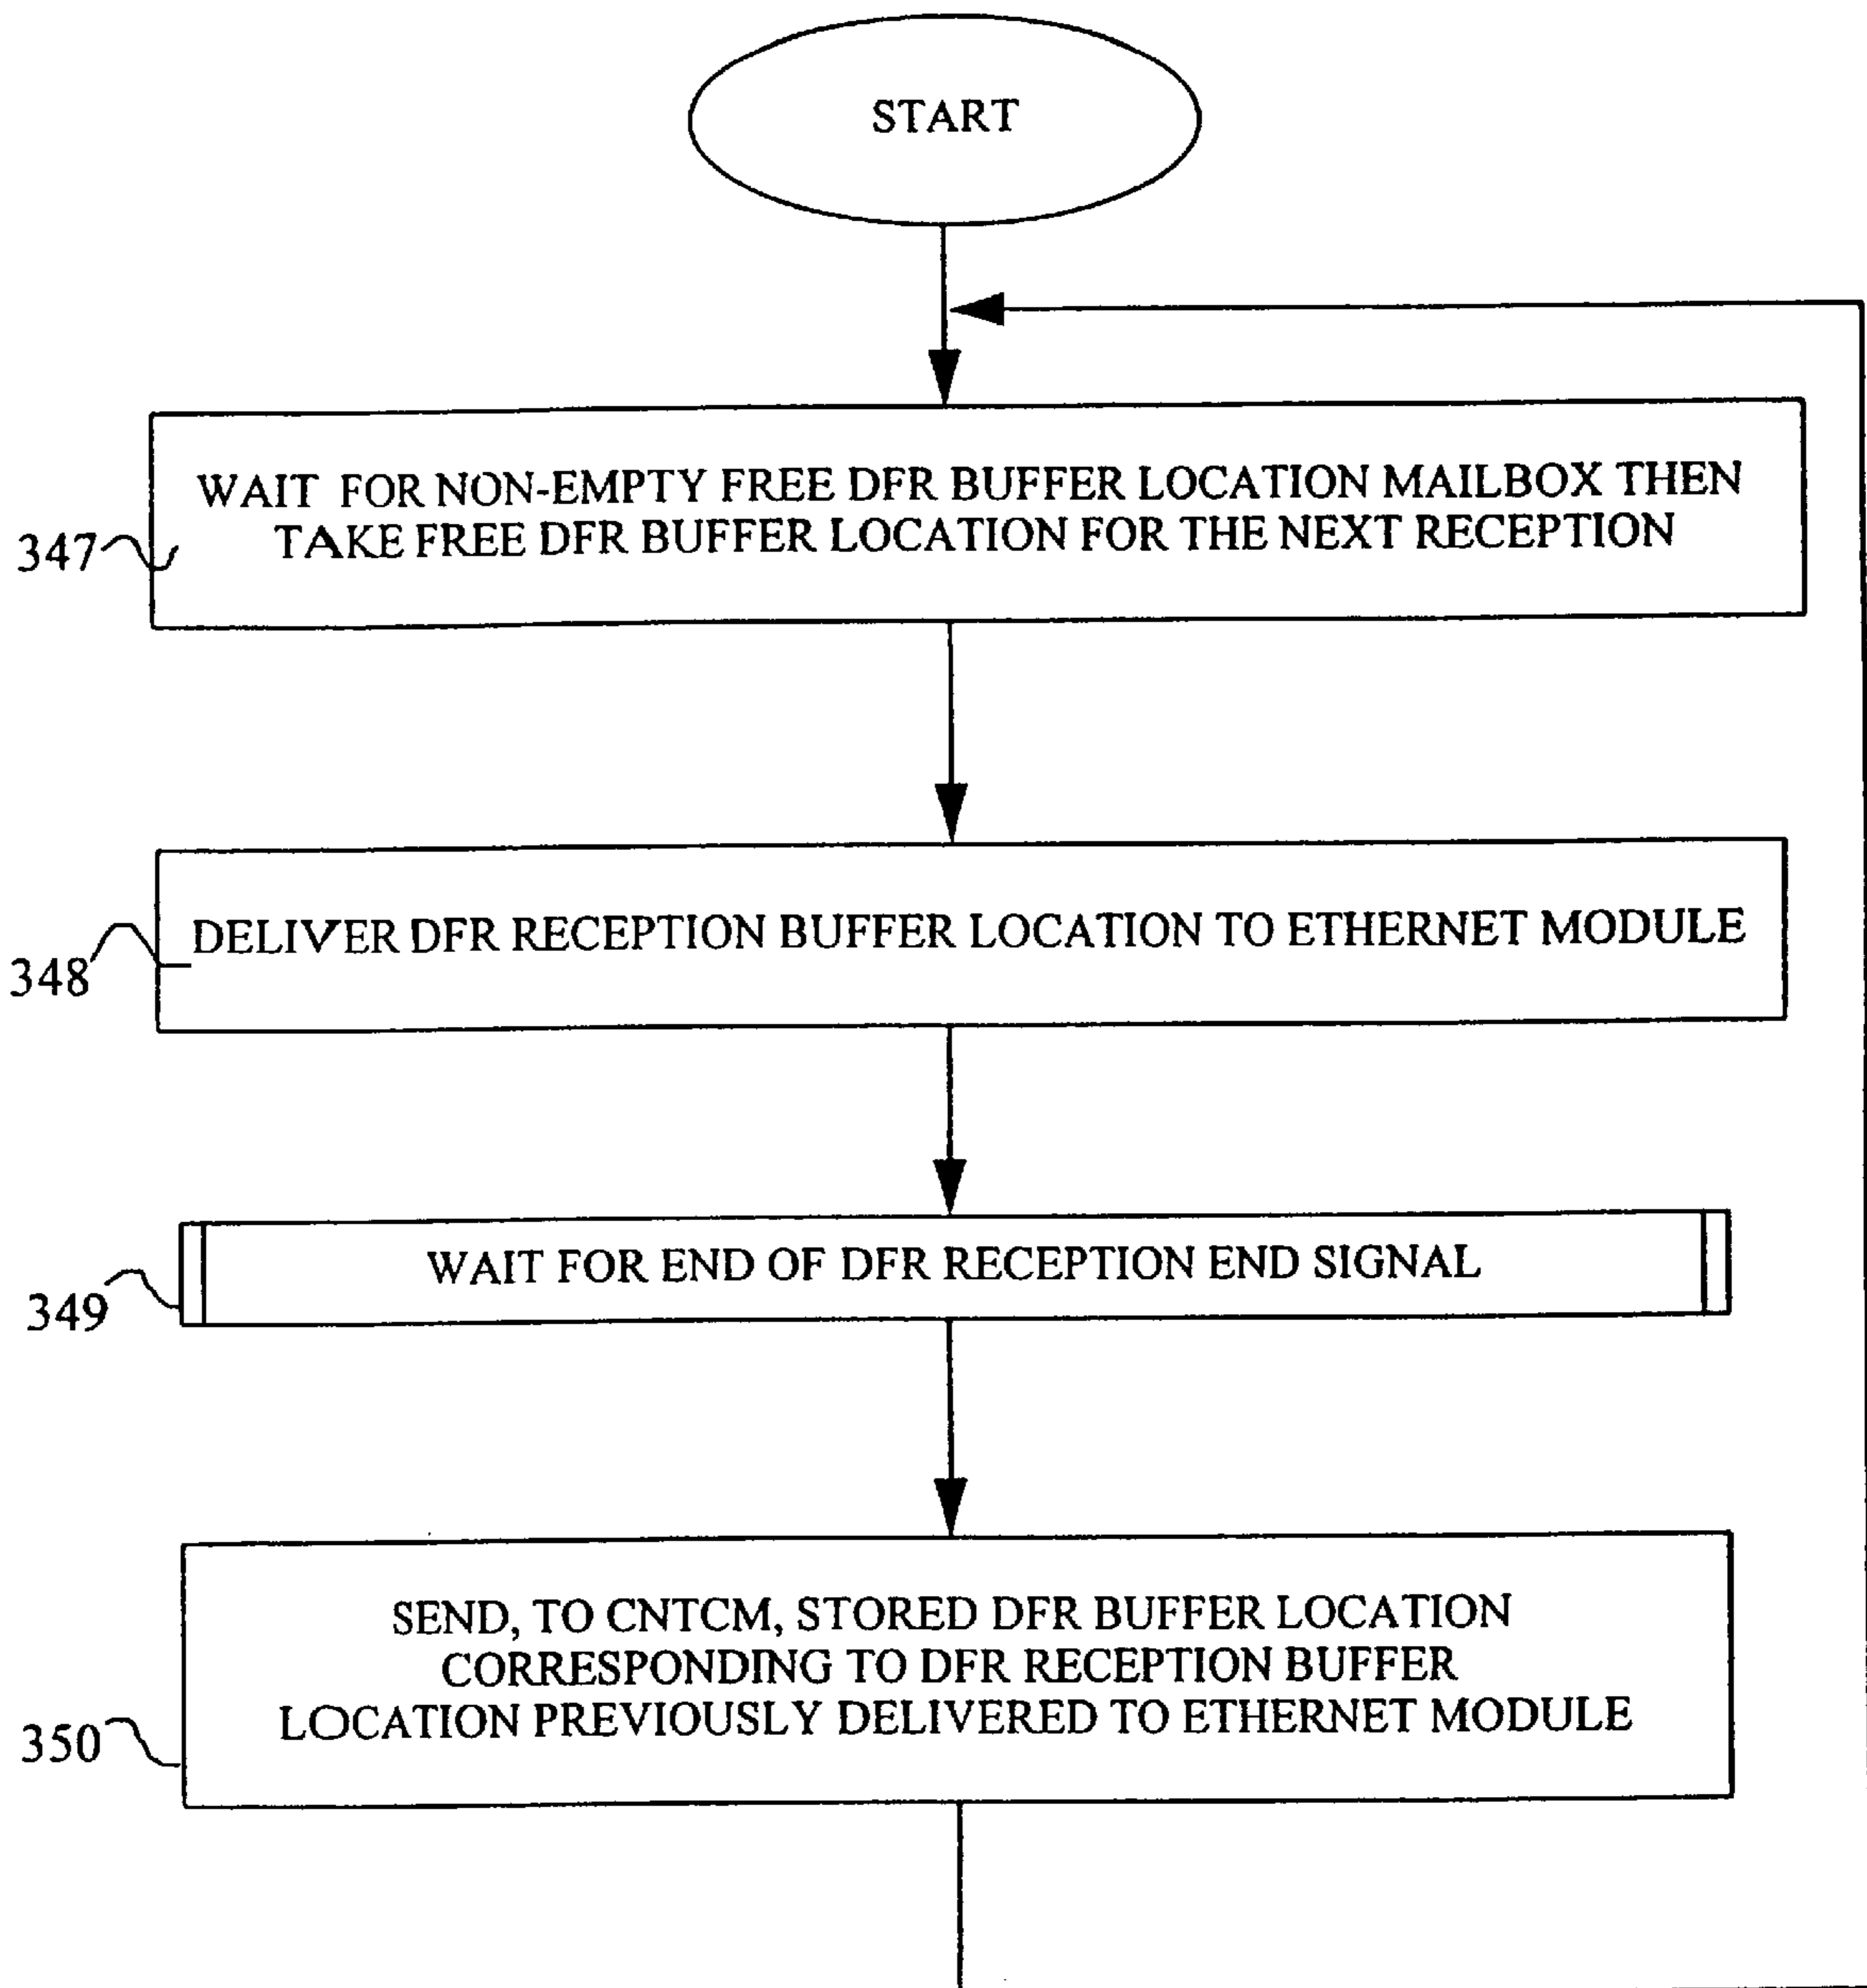 START
WAIT FOR NON-EMPTY FREE DFR BUFFER LOCATION MAILBOX THEN
TAKE FREE DFR BUFFER LOCATION FOR THE NEXT RECEPTION
347
DELIVER DFR RECEPTION BUFFER LOCATION TO ETHERNET MODULE
348
WAIT FOR END OF DFR RECEPTION END SIGNAL
349
SEND, TO CNTCM, STORED DFR BUFFER LOCATION
CORRESPONDING TO DFR RECEPTION BUFFER
LOCATION PREVIOUSLY DELIVERED TO ETHERNET MODULE
350